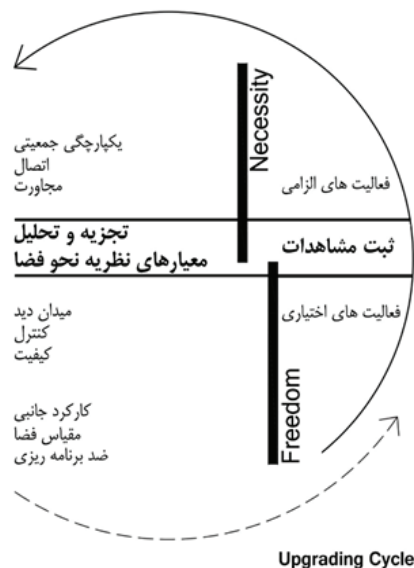 Necessity
یکپارچگی جمعیتی
اتصال
مجاورت
فعالیت های الزامی
تجزیه و تحلیل
معیارهای نظریه نحو فضا
ثبت مشاهدات
میدان دید
کنترل
کیفیت
فعالیت های اختیاری
کارکرد جانبی
مقیاس فضا
ضد برنامه ریزی
Freedom
Upgrading Cycle